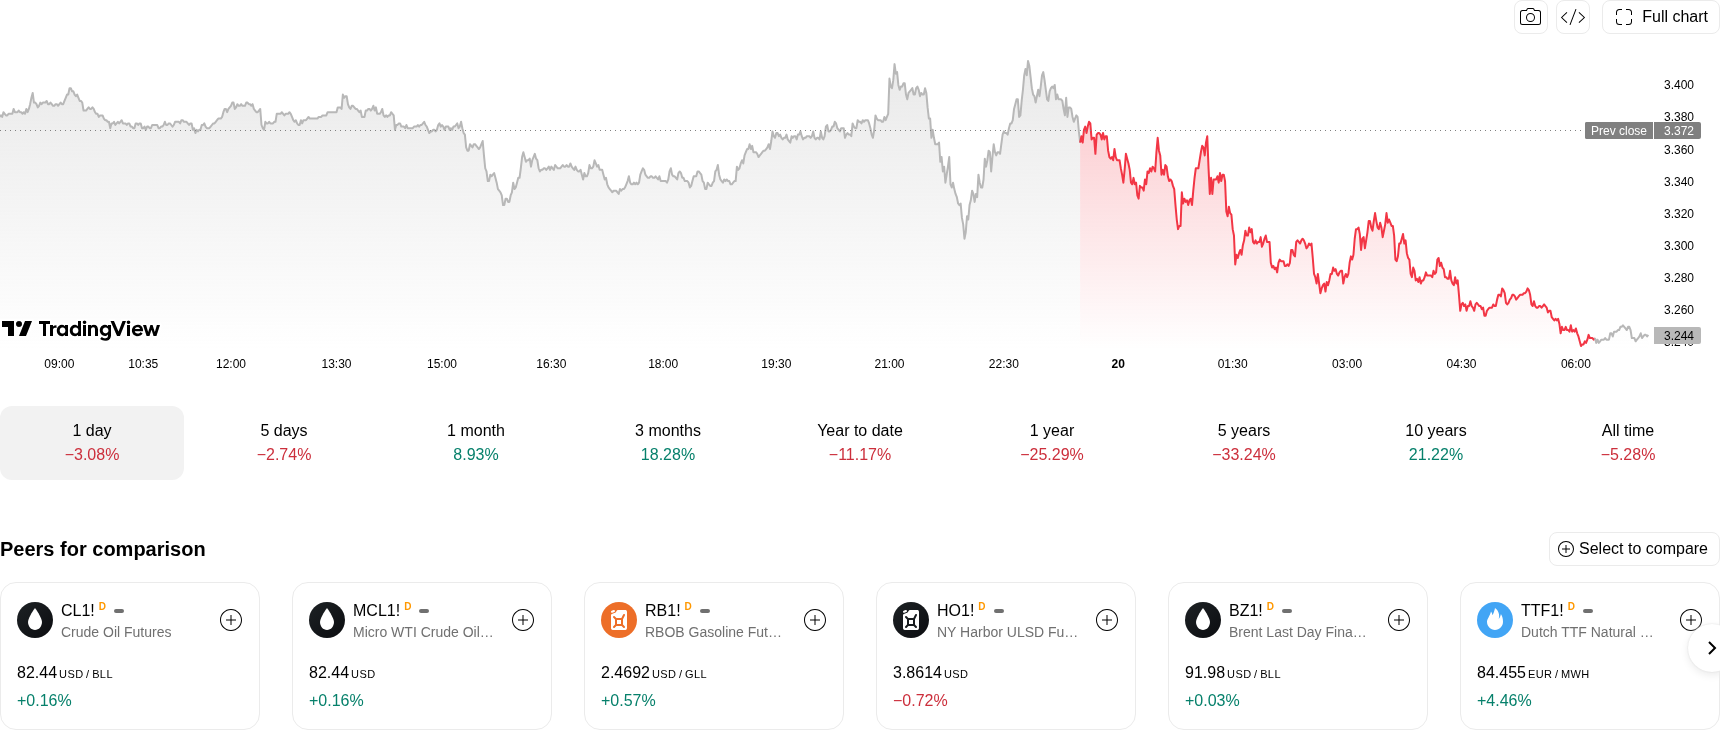 Full chart
3.400
3.380
Prev close 3.372
3.360
3.340
3.320
3.300
3.280
3.260
3.244
TradingView
09:00 10:35 12:00 13:30 15:00 16:30 18:00 19:30 21:00 22:30 20 01:30 03:00 04:30 06:00
1 day 5 days 1 month 3 months Year to date 1 year 5 years 10 years All time
−3.08% −2.74% 8.93% 18.28% −11.17% −25.29% −33.24% 21.22% −5.28%
Peers for comparison
Select to compare
CL1! D
Crude Oil Futures
82.44 USD / BLL
+0.16%
MCL1! D
Micro WTI Crude Oil…
82.44 USD
+0.16%
RB1! D
RBOB Gasoline Fut…
2.4692 USD / GLL
+0.57%
HO1! D
NY Harbor ULSD Fu…
3.8614 USD
−0.72%
BZ1! D
Brent Last Day Fina…
91.98 USD / BLL
+0.03%
TTF1! D
Dutch TTF Natural …
84.455 EUR / MWH
+4.46%